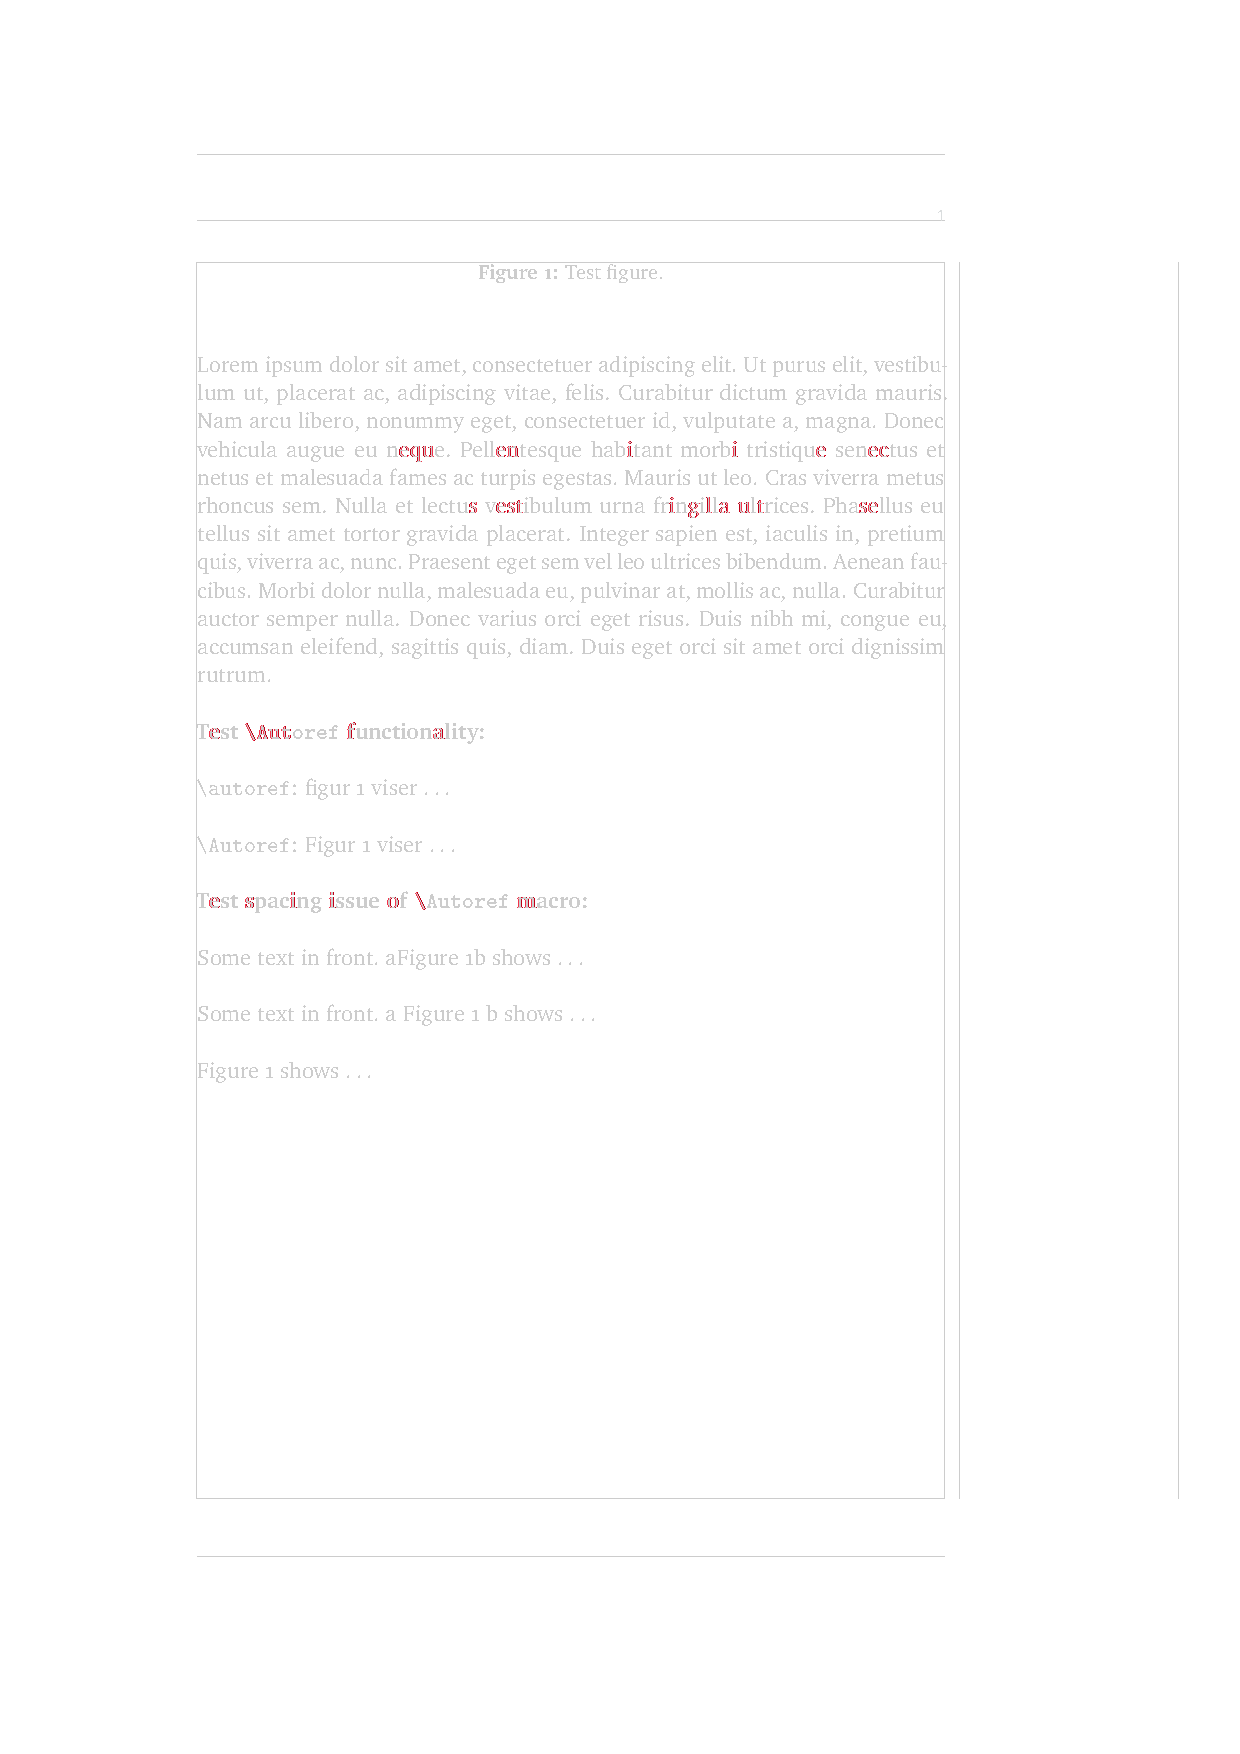 1
Figure 1: Test figure.
Lorem ipsum dolor sit amet, consectetuer adipiscing elit. Ut purus elit, vestibu-
lum ut, placerat ac, adipiscing vitae, felis. Curabitur dictum gravida mauris.
Nam arcu libero, nonummy eget, consectetuer id, vulputate a, magna. Donec
vehicula augue eu neque. Pellentesque habitant morbi tristique senectus et
netus et malesuada fames ac turpis egestas. Mauris ut leo. Cras viverra metus
rhoncus sem. Nulla et lectus vestibulum urna fringilla ultrices. Phasellus eu
tellus sit amet tortor gravida placerat. Integer sapien est, iaculis in, pretium
quis, viverra ac, nunc. Praesent eget sem vel leo ultrices bibendum. Aenean fau-
cibus. Morbi dolor nulla, malesuada eu, pulvinar at, mollis ac, nulla. Curabitur
auctor semper nulla. Donec varius orci eget risus. Duis nibh mi, congue eu,
accumsan eleifend, sagittis quis, diam. Duis eget orci sit amet orci dignissim
rutrum.
Test \Autoref functionality:
\autoref: figur 1 viser . . .
\Autoref: Figur 1 viser . . .
Test spacing issue of \Autoref macro:
Some text in front. aFigure 1b shows . . .
Some text in front. a Figure 1 b shows . . .
Figure 1 shows . . .